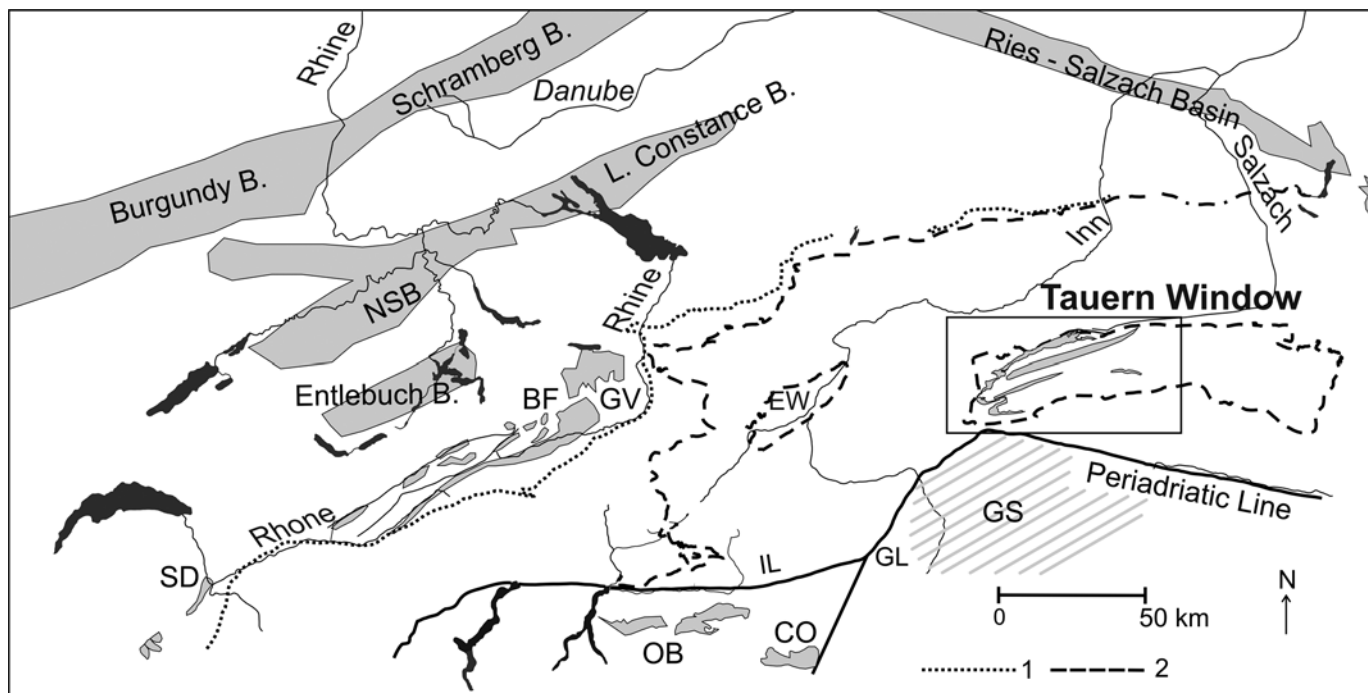 Rhine
Schramberg B.
Danube
Ries - Salzach Basin
L. Constance B.
Burgundy B.
Salzach
Inn
NSB
Rhine
Tauern Window
Entlebuch B.
BF
GV
EW
Rhone
Periadriatic Line
GS
SD
IL
GL
N
0
50 km
OB
CO
1
2